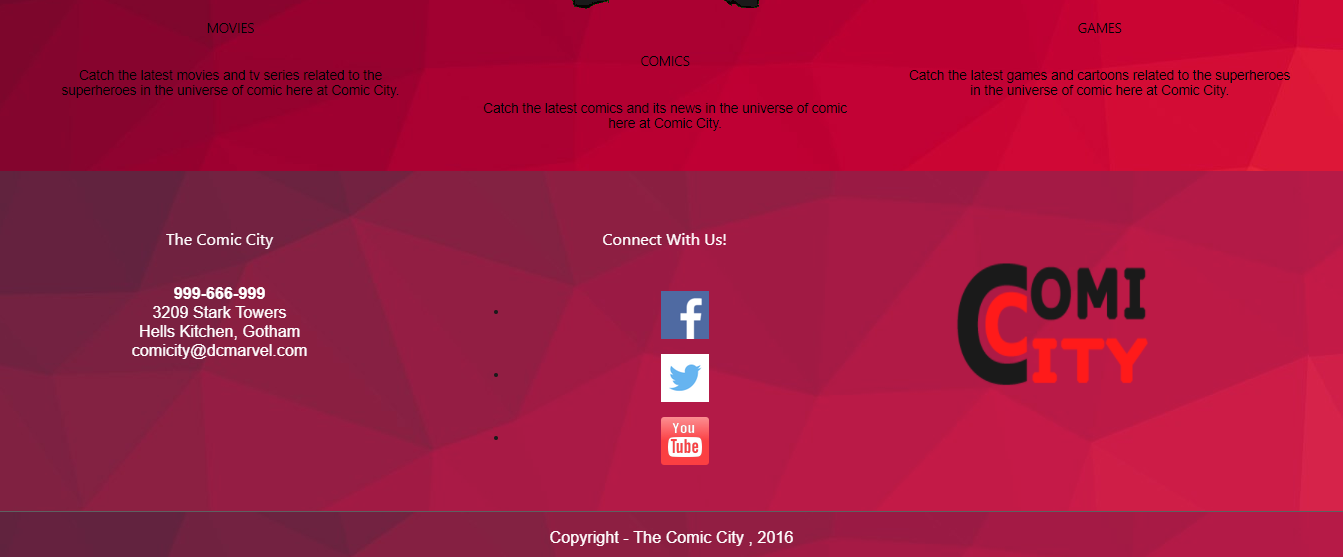 MOVIES
Catch the latest movies and tv series related to the
superheroes in the universe of comic here at Comic City.
COMICS
Catch the latest comics and its news in the universe of comic
here at Comic City.
GAMES
Catch the latest games and cartoons related to the superheroes
in the universe of comic here at Comic City.
The Comic City
999-666-999
3209 Stark Towers
Hells Kitchen, Gotham
comicity@dcmarvel.com
Connect With Us!
f
You
Tube
COMI
CITY
Copyright - The Comic City , 2016